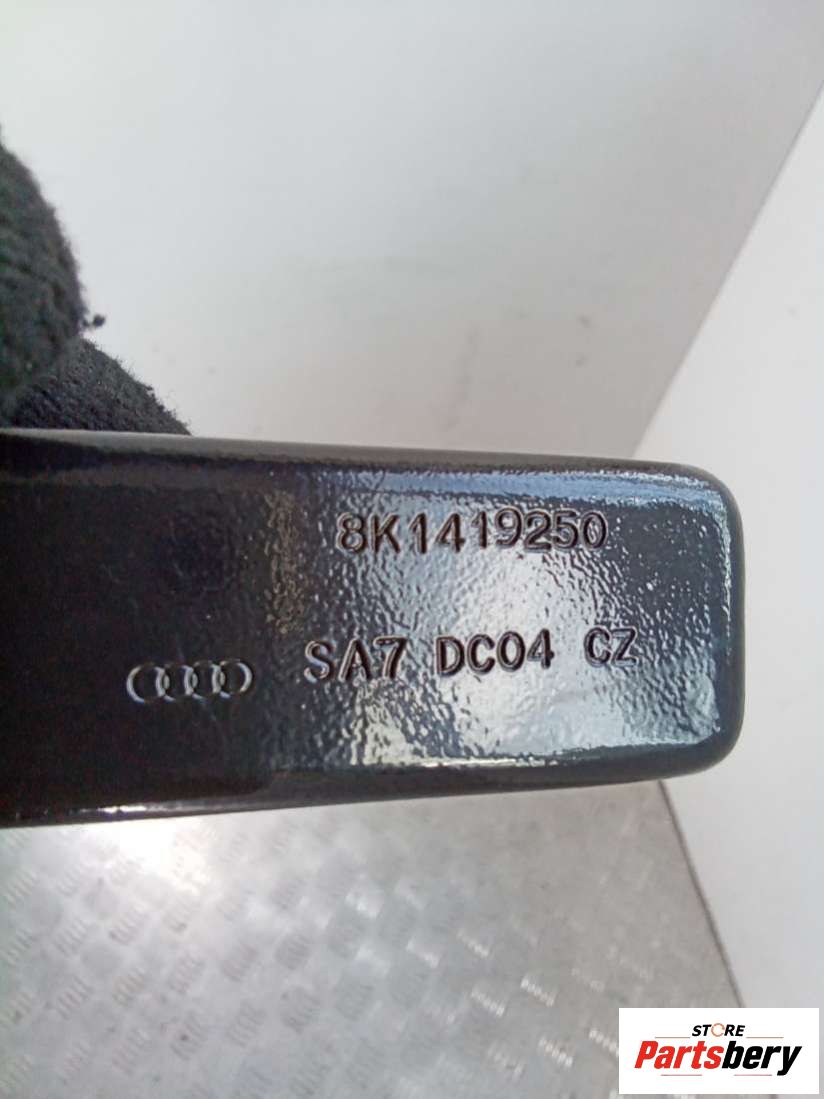 8K1419250
SA7 DC04 CZ
STORE
Partsbery